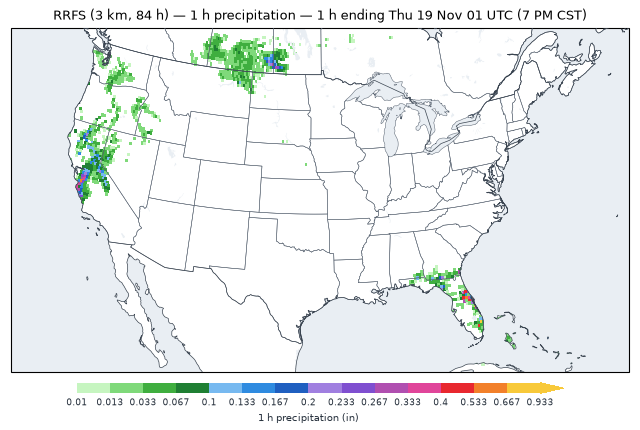 RRFS (3 km, 84 h) — 1 h precipitation — 1 h ending Thu 19 Nov 01 UTC (7 PM CST)
0.01 0.013 0.033 0.067 0.1 0.133 0.167 0.2 0.233 0.267 0.333 0.4 0.533 0.667 0.933
1 h precipitation (in)